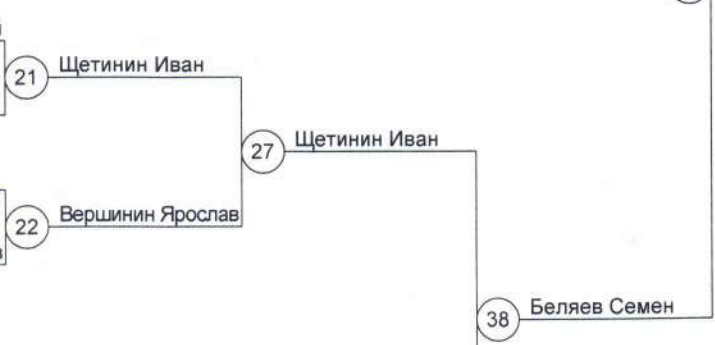 21
Щетинин Иван
27
Щетинин Иван
22
Вершинин Ярослав
38
Беляев Семен